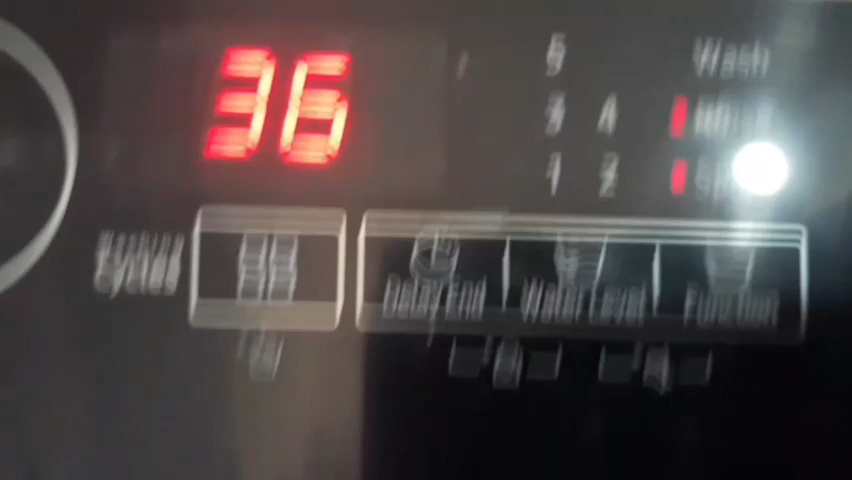 36
5
Wash
3 4
1 2
Cycles
Delay End
Water Level
Function